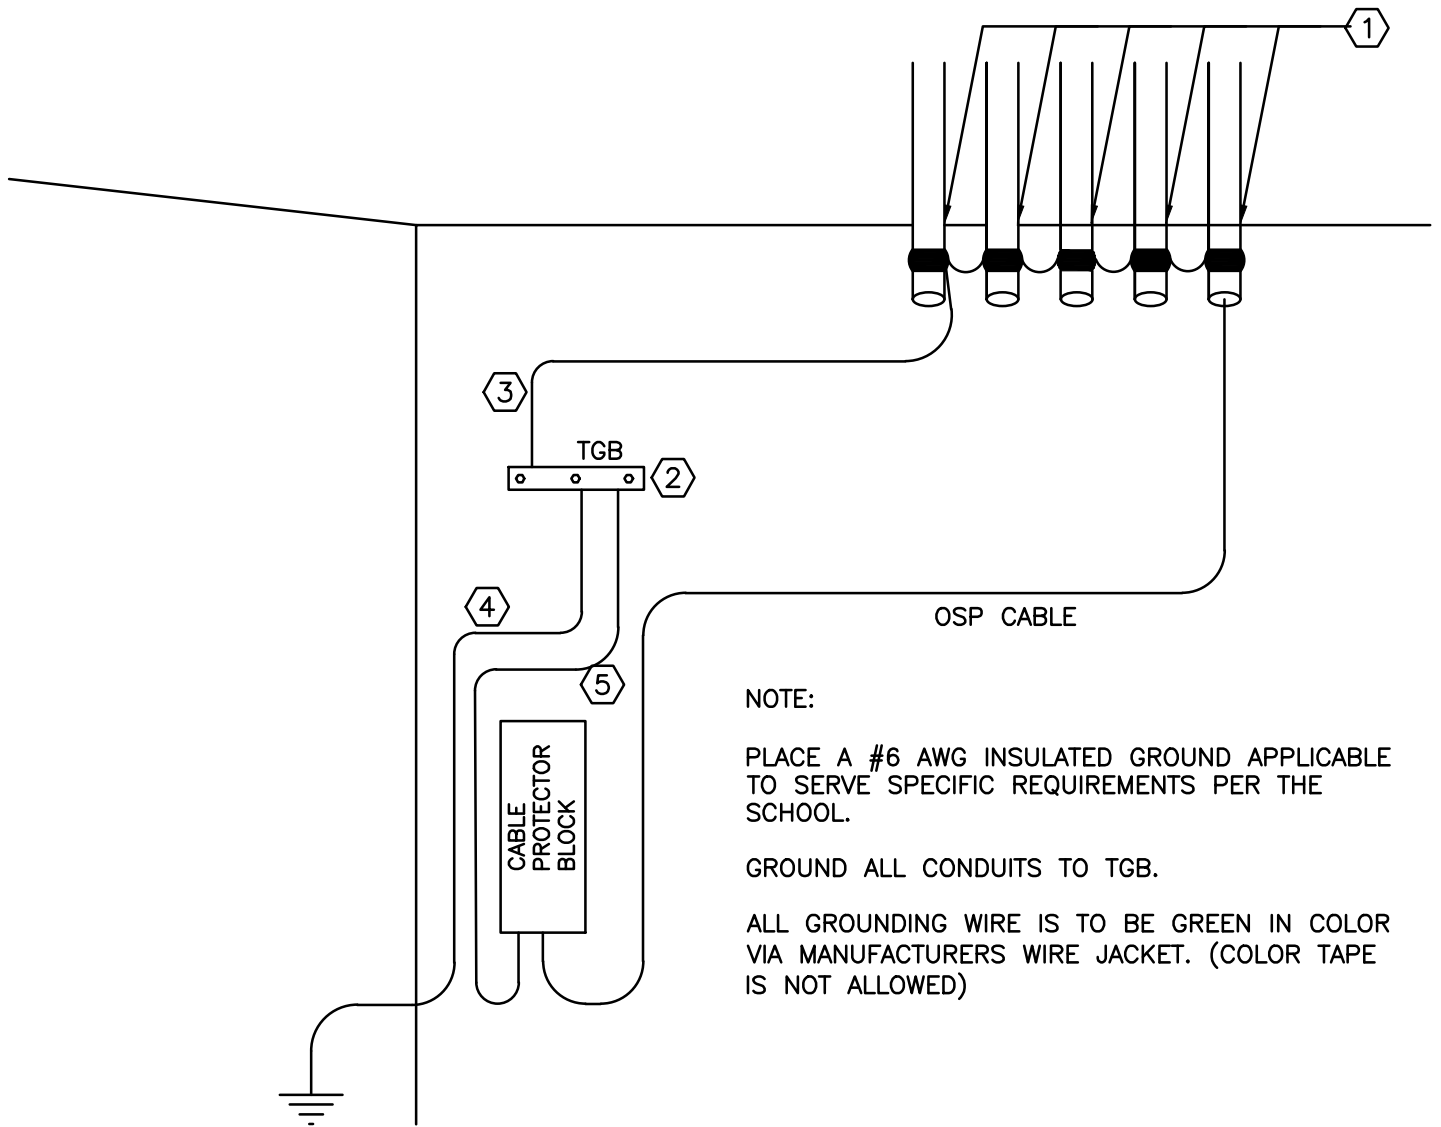 1
3
TGB
2
4
OSP CABLE
5
CABLE
PROTECTOR
BLOCK
NOTE:
PLACE A #6 AWG INSULATED GROUND APPLICABLE
TO SERVE SPECIFIC REQUIREMENTS PER THE
SCHOOL.
GROUND ALL CONDUITS TO TGB.
ALL GROUNDING WIRE IS TO BE GREEN IN COLOR
VIA MANUFACTURERS WIRE JACKET. (COLOR TAPE
IS NOT ALLOWED)